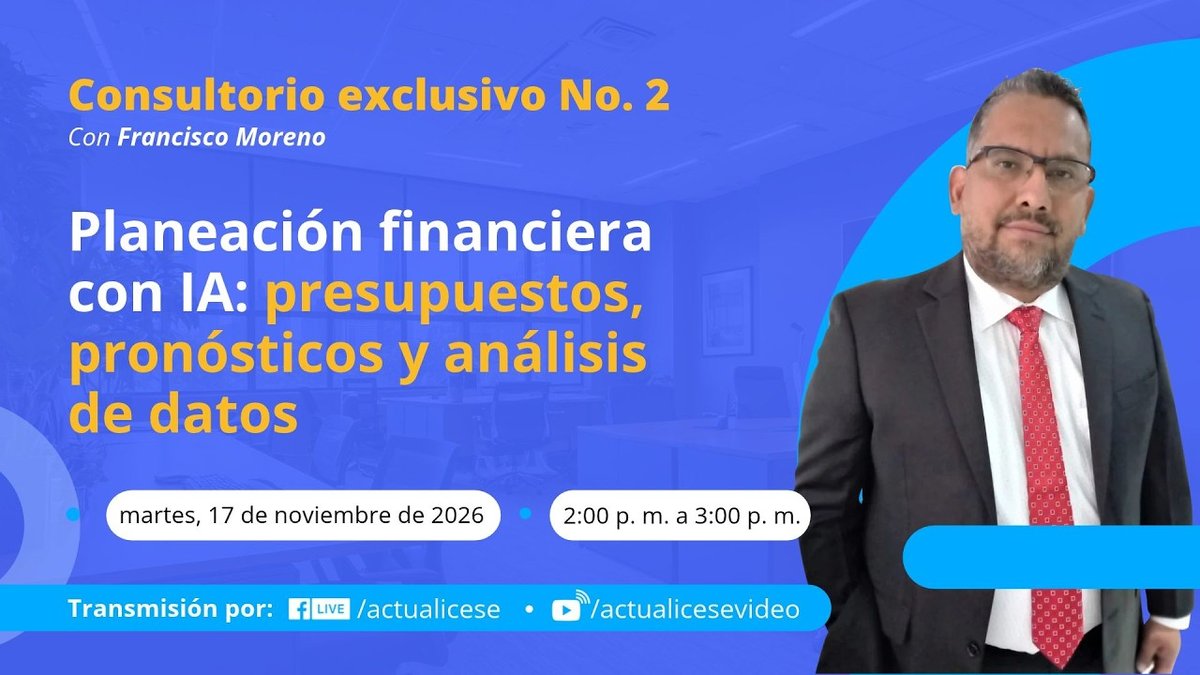 Consultorio exclusivo No. 2
Con Francisco Moreno
Planeación financiera
con IA: presupuestos,
pronósticos y análisis
de datos
martes, 17 de noviembre de 2026
2:00 p. m. a 3:00 p. m.
Transmisión por: f LIVE /actualicese • /actualicesevideo